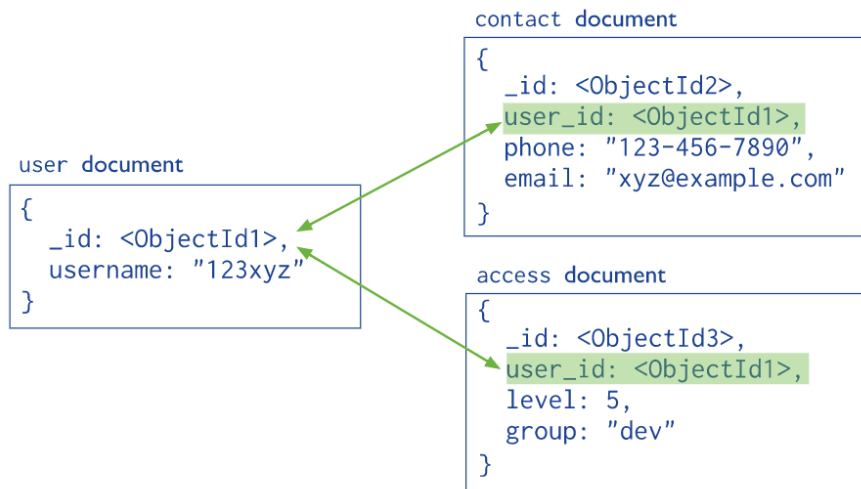 contact document
{
_id: <ObjectId2>,
user_id: <ObjectId1>,
phone: "123-456-7890",
email: "xyz@example.com"
}
user document
{
_id: <ObjectId1>,
username: "123xyz"
}
access document
{
_id: <ObjectId3>,
user_id: <ObjectId1>,
level: 5,
group: "dev"
}